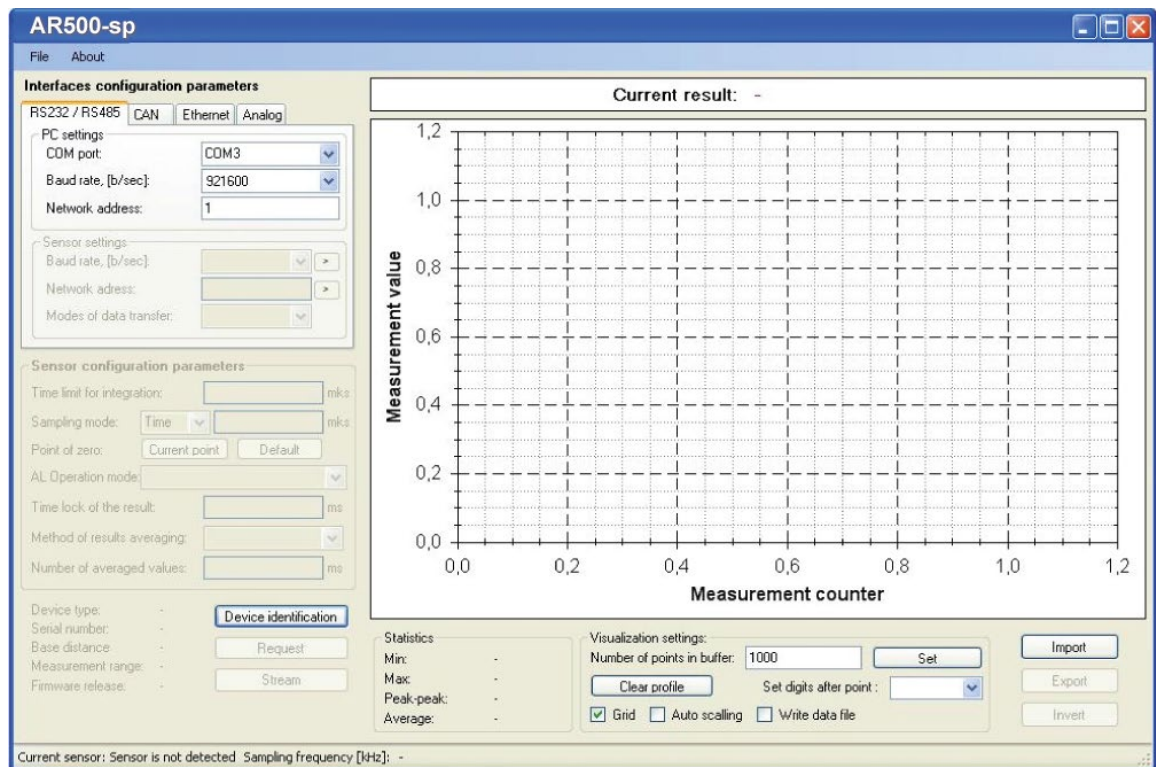 AR500-sp
File About
Interfaces configuration parameters
RS232 / RS485 CAN Ethernet Analog
PC settings
COM port: COM3
Baud rate, [b/sec]: 921600
Network address: 1
Sensor settings
Baud rate, [b/sec]: >
Network adress: >
Modes of data transfer:
Sensor configuration parameters
Time limit for integration: mks
Sampling mode: Time mks
Point of zero: Current point Default
AL Operation mode:
Time lock of the result: ms
Method of results averaging:
Number of averaged values: ms
Device type: -
Serial number: -
Base distance -
Measurement range: -
Firmware release: -
Device identification
Request
Stream
Current result: -
Measurement value
1,2
1,0
0,8
0,6
0,4
0,2
0,0
0,0 0,2 0,4 0,6 0,8 1,0 1,2
Measurement counter
Statistics
Min: -
Max: -
Peak-peak: -
Average: -
Visualization settings:
Number of points in buffer: 1000 Set
Clear profile Set digits after point :
Grid Auto scalling Write data file
Import
Export
Invert
Current sensor: Sensor is not detected Sampling frequency [kHz]: -